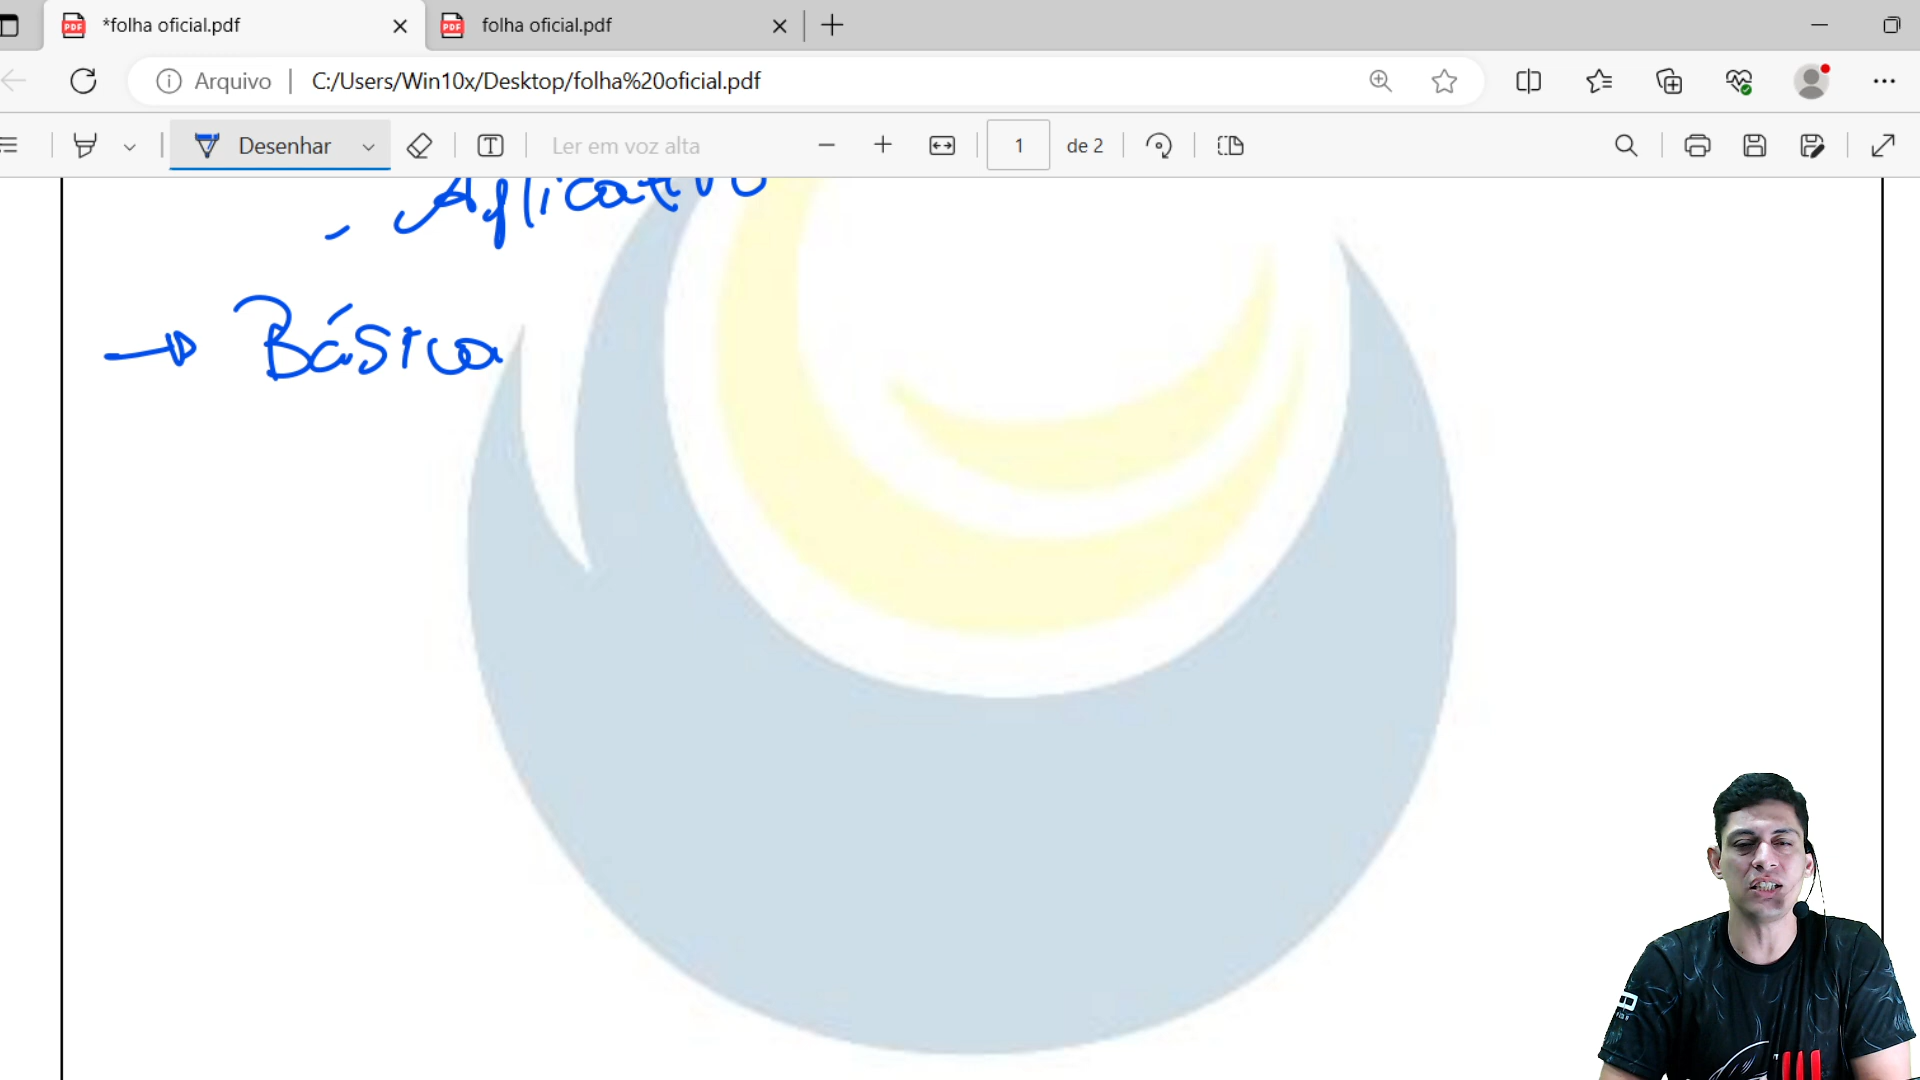 *folha oficial.pdf
folha oficial.pdf
Arquivo
C:/Users/Win10x/Desktop/folha%20oficial.pdf
Desenhar
Ler em voz alta
1
de 2
- Aplicativo
→ Básica